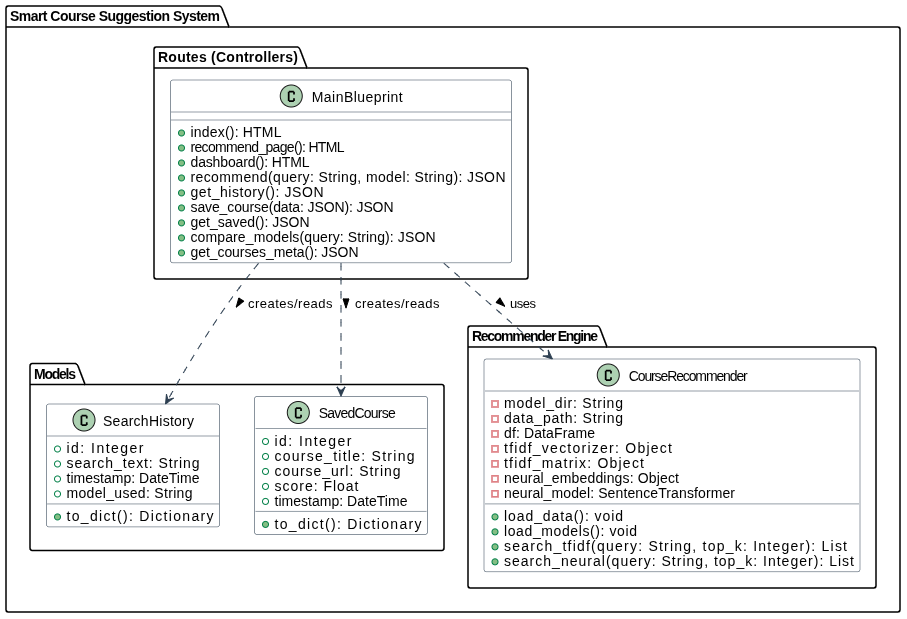 Smart Course Suggestion System
Routes (Controllers)
C MainBlueprint
index(): HTML
recommend_page(): HTML
dashboard(): HTML
recommend(query: String, model: String): JSON
get_history(): JSON
save_course(data: JSON): JSON
get_saved(): JSON
compare_models(query: String): JSON
get_courses_meta(): JSON
creates/reads
creates/reads
uses
Models
C SearchHistory
id: Integer
search_text: String
timestamp: DateTime
model_used: String
to_dict(): Dictionary
C SavedCourse
id: Integer
course_title: String
course_url: String
score: Float
timestamp: DateTime
to_dict(): Dictionary
Recommender Engine
C CourseRecommender
model_dir: String
data_path: String
df: DataFrame
tfidf_vectorizer: Object
tfidf_matrix: Object
neural_embeddings: Object
neural_model: SentenceTransformer
load_data(): void
load_models(): void
search_tfidf(query: String, top_k: Integer): List
search_neural(query: String, top_k: Integer): List